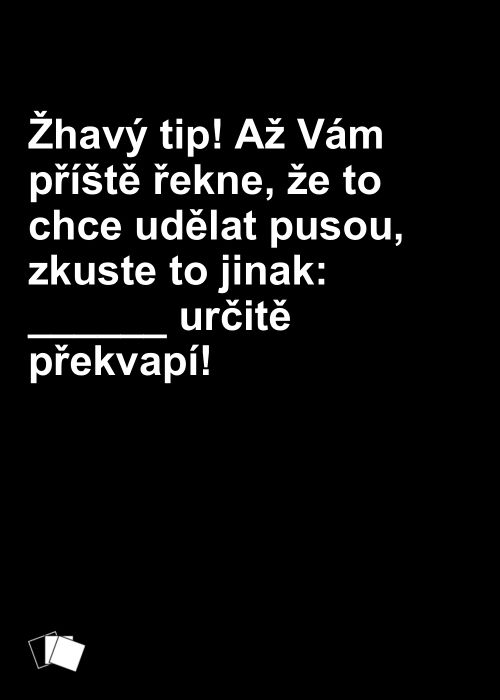 Žhavý tip! Až Vám
příště řekne, že to
chce udělat pusou,
zkuste to jinak:
______ určitě
překvapí!